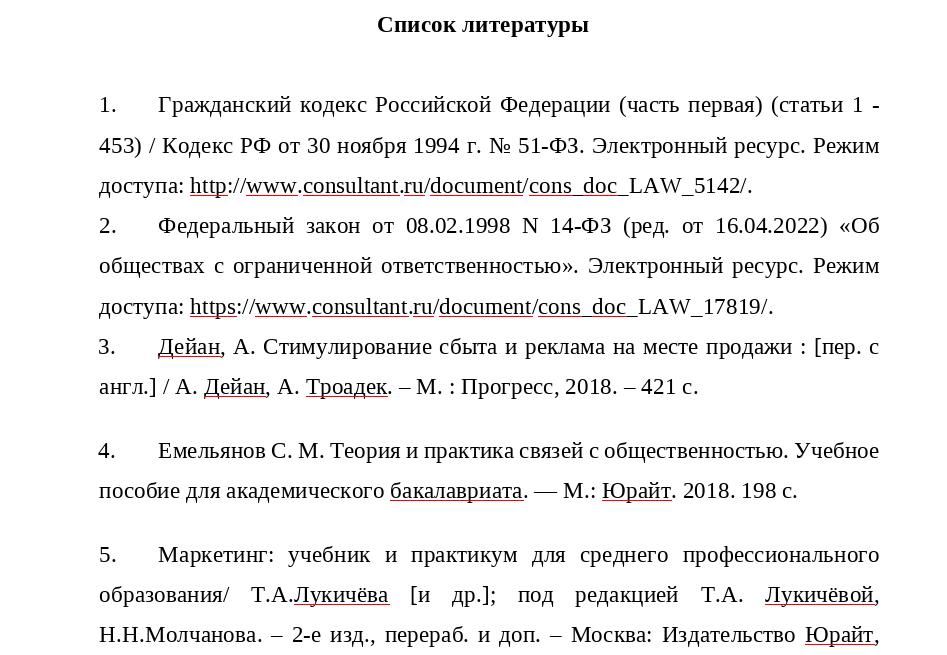 Список литературы
1. Гражданский кодекс Российской Федерации (часть первая) (статьи 1 -
453) / Кодекс РФ от 30 ноября 1994 г. № 51-ФЗ. Электронный ресурс. Режим
доступа: http://www.consultant.ru/document/cons_doc_LAW_5142/.
2. Федеральный закон от 08.02.1998 N 14-ФЗ (ред. от 16.04.2022) «Об
обществах с ограниченной ответственностью». Электронный ресурс. Режим
доступа: https://www.consultant.ru/document/cons_doc_LAW_17819/.
3. Дейан, А. Стимулирование сбыта и реклама на месте продажи : [пер. с
англ.] / А. Дейан, А. Троадек. – М. : Прогресс, 2018. – 421 с.
4. Емельянов С. М. Теория и практика связей с общественностью. Учебное
пособие для академического бакалавриата. — М.: Юрайт. 2018. 198 с.
5. Маркетинг: учебник и практикум для среднего профессионального
образования/ Т.А.Лукичёва [и др.]; под редакцией Т.А. Лукичёвой,
Н.Н.Молчанова. – 2-е изд., перераб. и доп. – Москва: Издательство Юрайт,